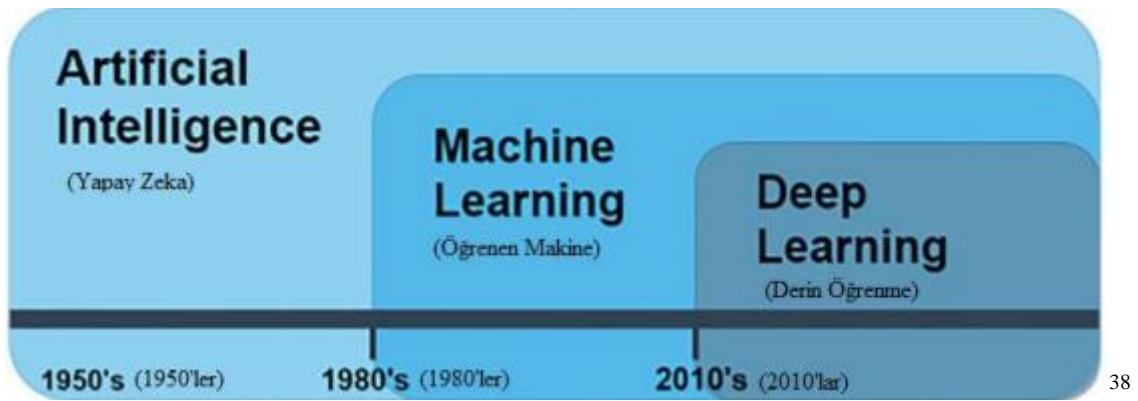 Artificial
Intelligence
(Yapay Zeka)
Machine
Learning
(Öğrenen Makine)
Deep
Learning
(Derin Öğrenme)
1950's (1950'ler)
1980's (1980'ler)
2010's (2010'lar)
38